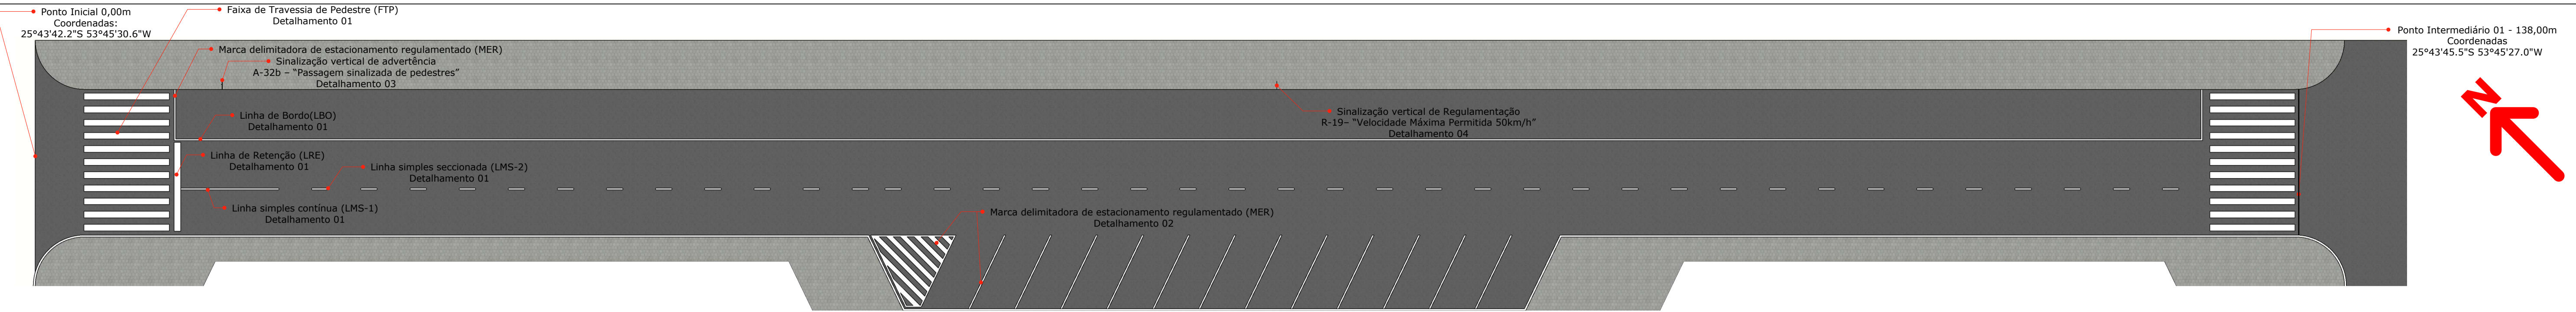 Ponto Inicial 0,00m
Coordenadas:
25°43'42.2"S 53°45'30.6"W
Faixa de Travessia de Pedestre (FTP)
Detalhamento 01
Marca delimitadora de estacionamento regulamentado (MER)
Sinalização vertical de advertência
A-32b – “Passagem sinalizada de pedestres”
Detalhamento 03
Linha de Bordo(LBO)
Detalhamento 01
Linha de Retenção (LRE)
Detalhamento 01
Linha simples seccionada (LMS-2)
Detalhamento 01
Linha simples contínua (LMS-1)
Detalhamento 01
Marca delimitadora de estacionamento regulamentado (MER)
Detalhamento 02
Sinalização vertical de Regulamentação
R-19– “Velocidade Máxima Permitida 50km/h”
Detalhamento 04
Ponto Intermediário 01 - 138,00m
Coordenadas
25°43'45.5"S 53°45'27.0"W
N